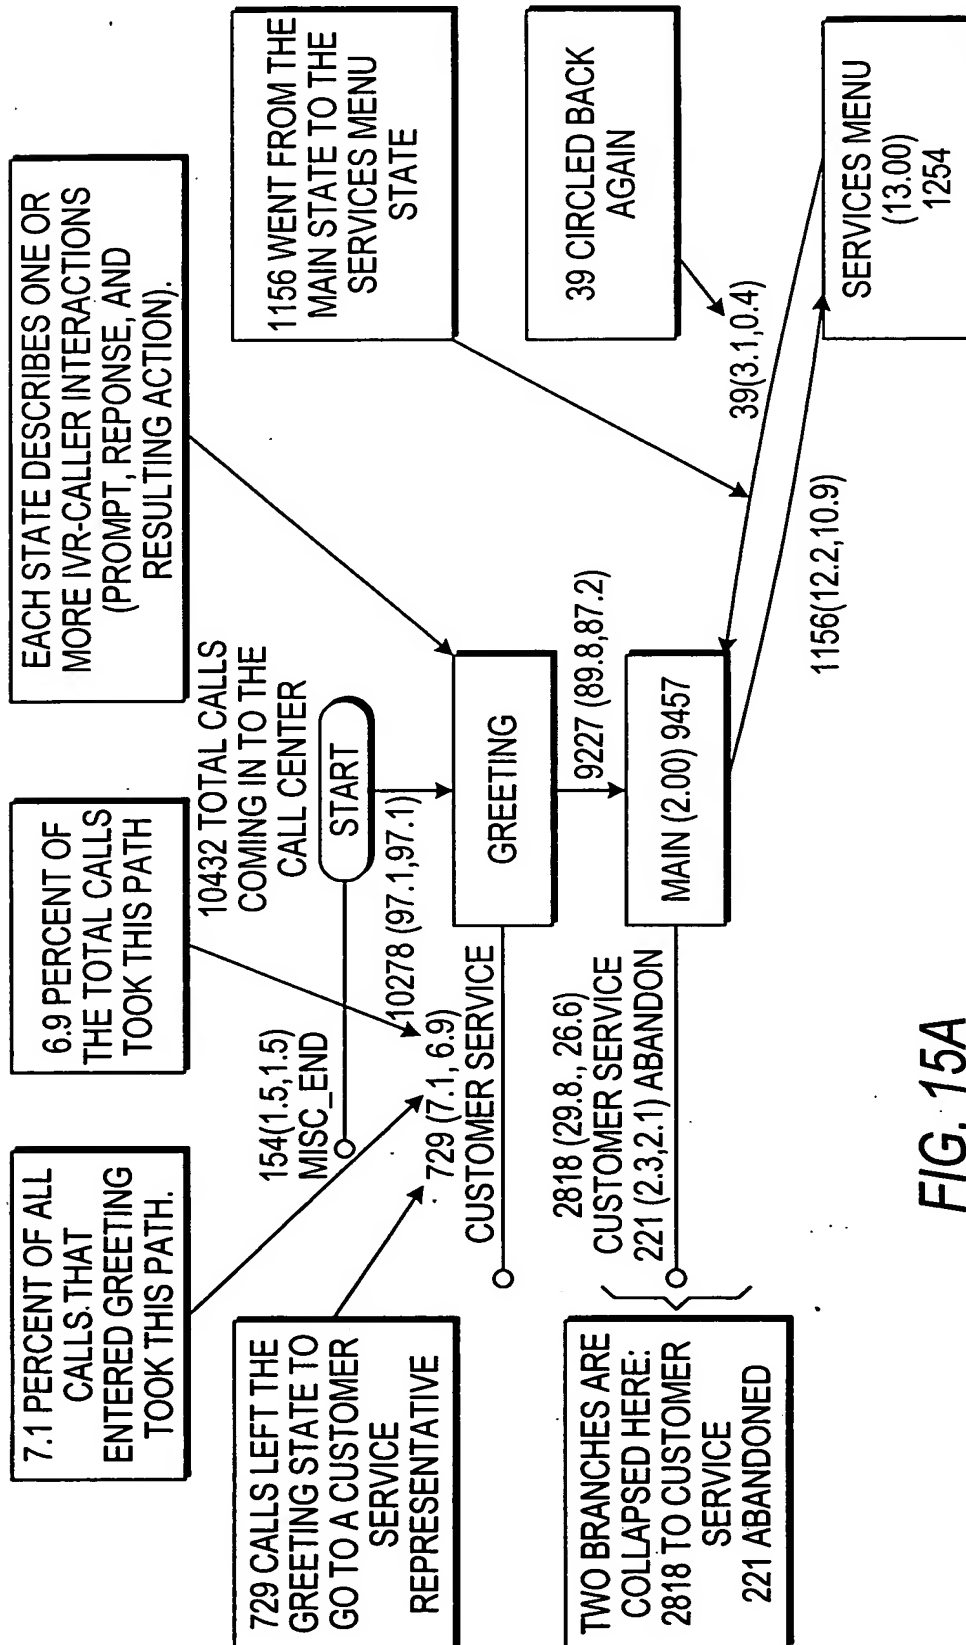 7.1 PERCENT OF ALL
CALLS THAT
ENTERED GREETING
TOOK THIS PATH.
6.9 PERCENT OF
THE TOTAL CALLS
TOOK THIS PATH
EACH STATE DESCRIBES ONE OR
MORE IVR-CALLER INTERACTIONS
(PROMPT, REPONSE, AND
RESULTING ACTION).
10432 TOTAL CALLS
COMING IN TO THE
CALL CENTER
START
154(1.5,1.5)
MISC_END
10278 (97.1,97.1)
729 CALLS LEFT THE
GREETING STATE TO
GO TO A CUSTOMER
SERVICE
REPRESENTATIVE
729 (7.1, 6.9)
CUSTOMER SERVICE
GREETING
1156 WENT FROM THE
MAIN STATE TO THE
SERVICES MENU
STATE
9227 (89.8,87.2)
39 CIRCLED BACK
AGAIN
TWO BRANCHES ARE
COLLAPSED HERE:
2818 TO CUSTOMER
SERVICE
221 ABANDONED
2818 (29.8., 26.6)
CUSTOMER SERVICE
221 (2.3,2.1) ABANDON
MAIN (2.00) 9457
39(3.1,0.4)
1156(12.2,10.9)
SERVICES MENU
(13.00)
1254
FIG. 15A